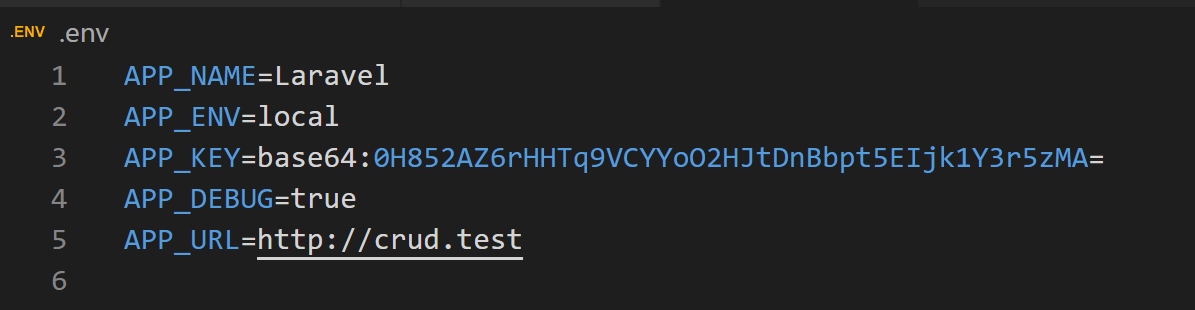 .ENV .env
1 APP_NAME=Laravel
2 APP_ENV=local
3 APP_KEY=base64:0H852AZ6rHHTq9VCYYoO2HJtDnBbpt5EIjk1Y3r5zMA=
4 APP_DEBUG=true
5 APP_URL=http://crud.test
6